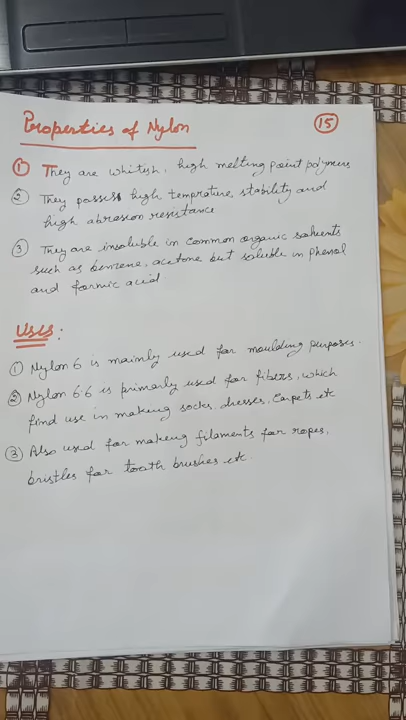 Properties of Nylon
15
① They are whitish, high melting point polymers
② They possess high temprature, stability and
high abrasion resistance
③ They are insoluble in common organic solvents
such as benzene, acetone but soluble in phenol
and formic acid
Uses:
① Nylon 6 is mainly used for moulding purposes.
② Nylon 6:6 is primarly used for fibers, which
find use in making socks, dresses, Carpets etc
③ Also used for making filaments for ropes,
bristles for tooth brushes etc.